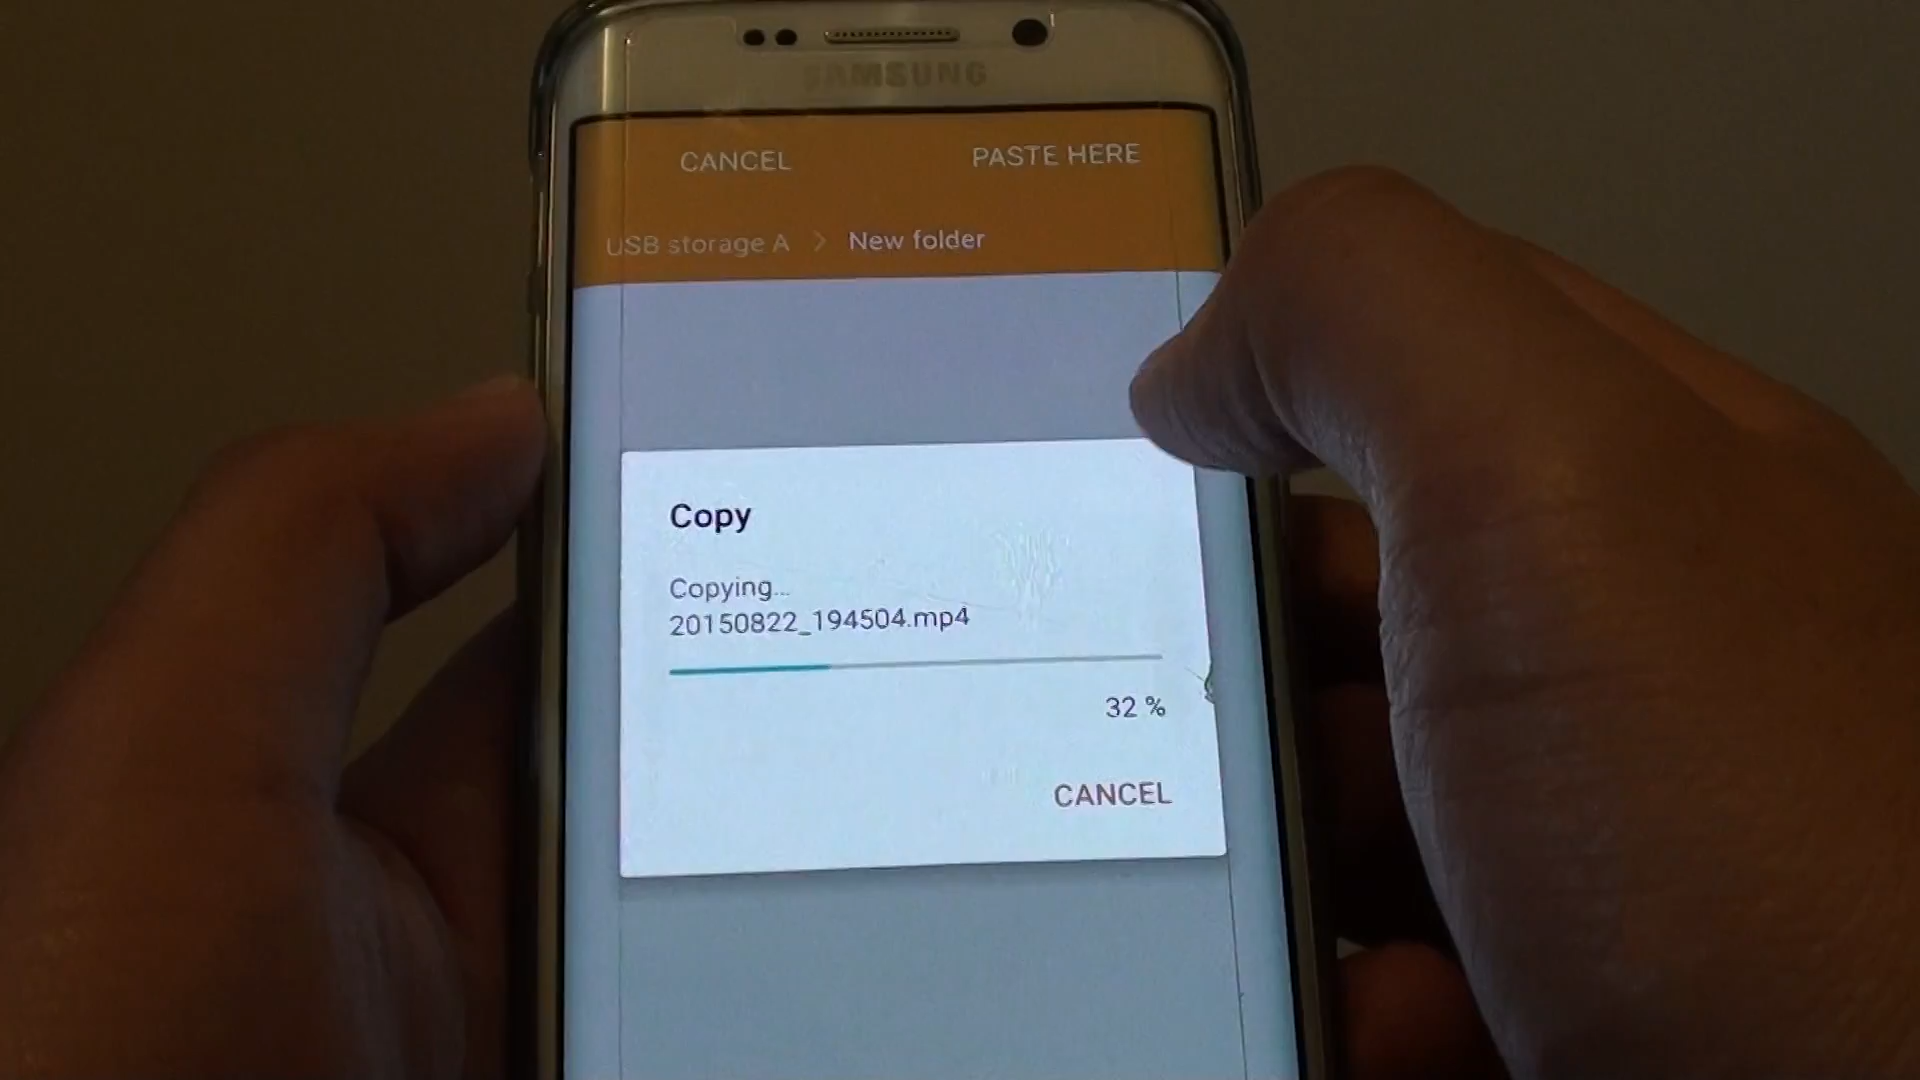 SAMSUNG
CANCEL PASTE HERE
USB storage A > New folder
Copy
Copying...
20150822_194504.mp4
32 %
CANCEL